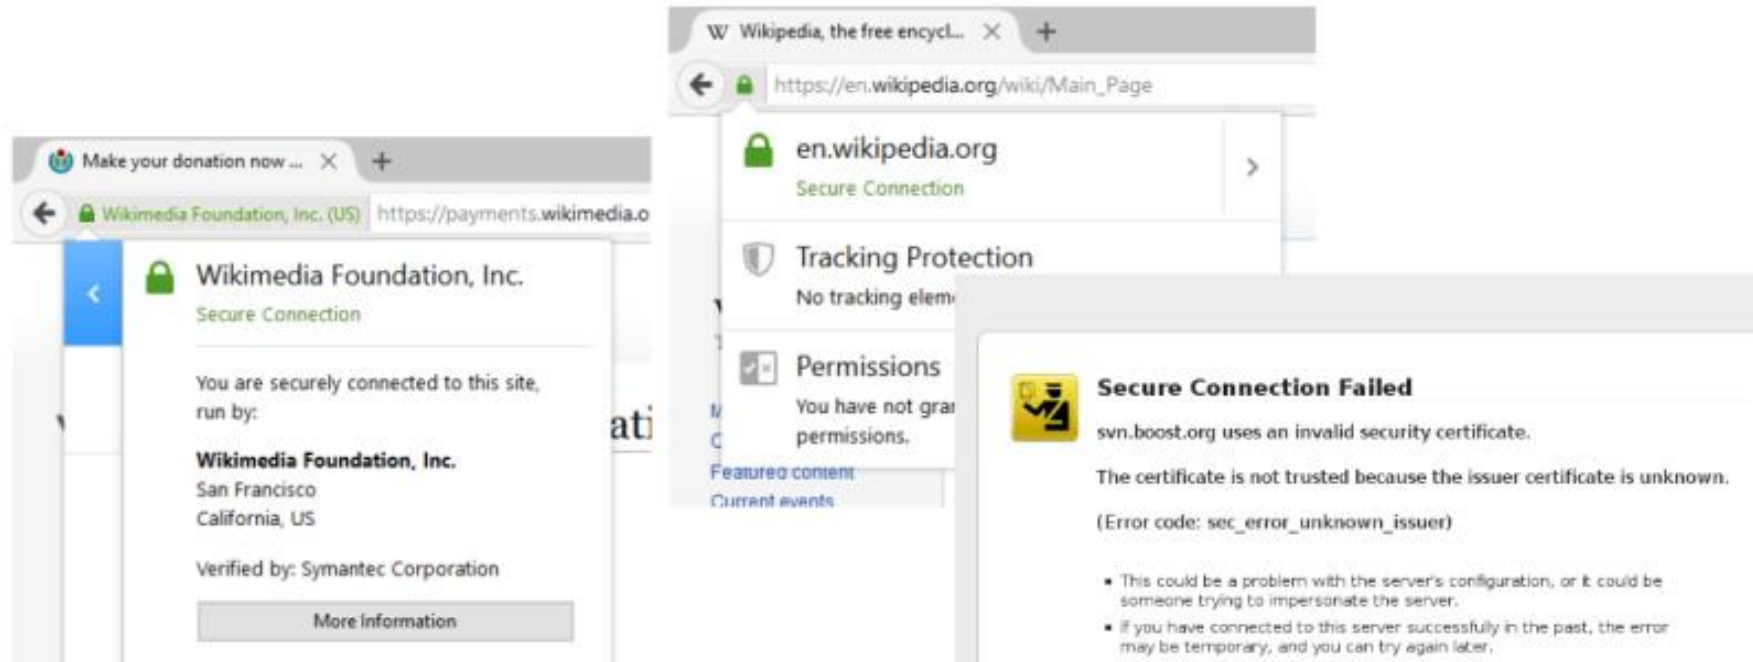 Make your donation now ...
Wikimedia Foundation, Inc. (US) https://payments.wikimedia.o
Wikimedia Foundation, Inc.
Secure Connection
You are securely connected to this site,
run by:
Wikimedia Foundation, Inc.
San Francisco
California, US
Verified by: Symantec Corporation
More Information
ati
W Wikipedia, the free encycl...
https://en.wikipedia.org/wiki/Main_Page
en.wikipedia.org
Secure Connection
Tracking Protection
No tracking elem
Permissions
You have not gra
permissions.
Featured content
Current events
Secure Connection Failed
svn.boost.org uses an invalid security certificate.
The certificate is not trusted because the issuer certificate is unknown.
(Error code: sec_error_unknown_issuer)
▪ This could be a problem with the server's configuration, or it could be
someone trying to impersonate the server.
▪ If you have connected to this server successfully in the past, the error
may be temporary, and you can try again later.